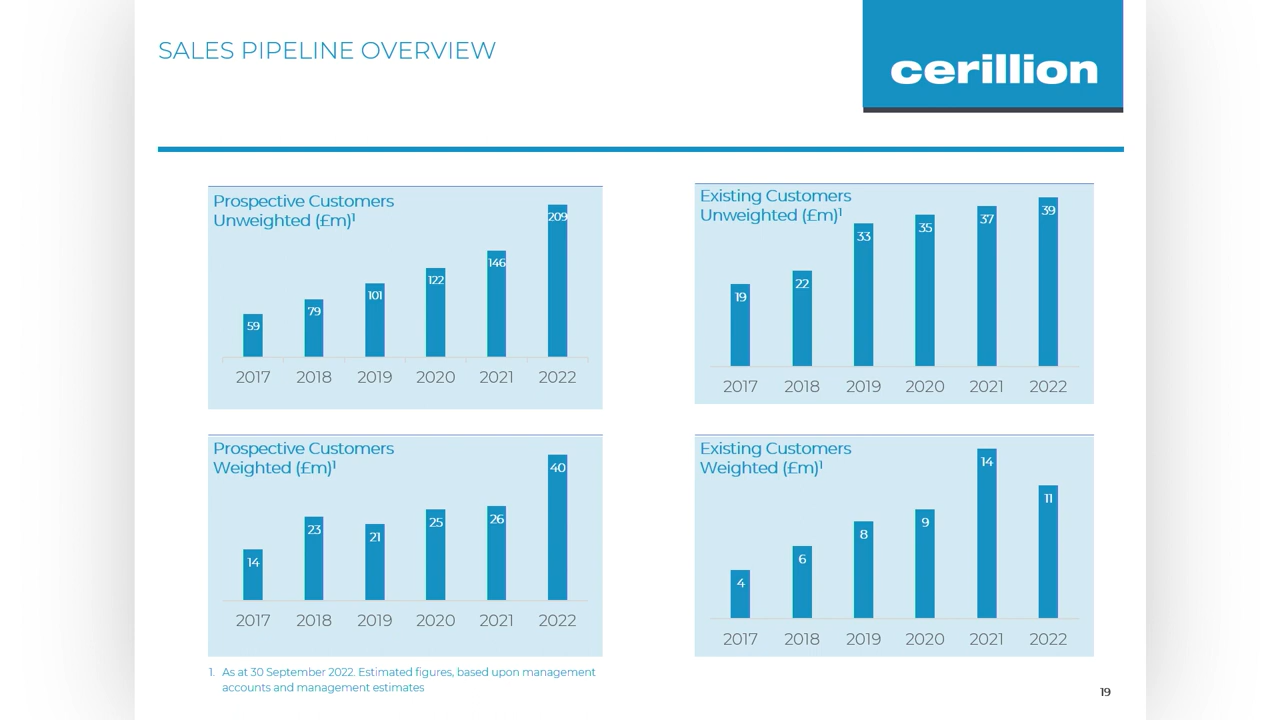 SALES PIPELINE OVERVIEW
cerillion
Prospective Customers
Unweighted (£m)¹
59
79
101
122
146
209
2017 2018 2019 2020 2021 2022
Existing Customers
Unweighted (£m)¹
19
22
33
35
37
39
2017 2018 2019 2020 2021 2022
Prospective Customers
Weighted (£m)¹
14
23
21
25
26
40
2017 2018 2019 2020 2021 2022
Existing Customers
Weighted (£m)¹
4
6
8
9
14
11
2017 2018 2019 2020 2021 2022
1. As at 30 September 2022. Estimated figures, based upon management
accounts and management estimates
19